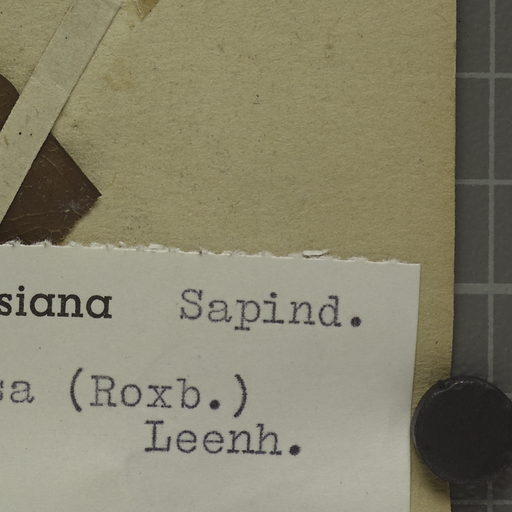 siana Sapind.
sa (Roxb.)
Leenh.